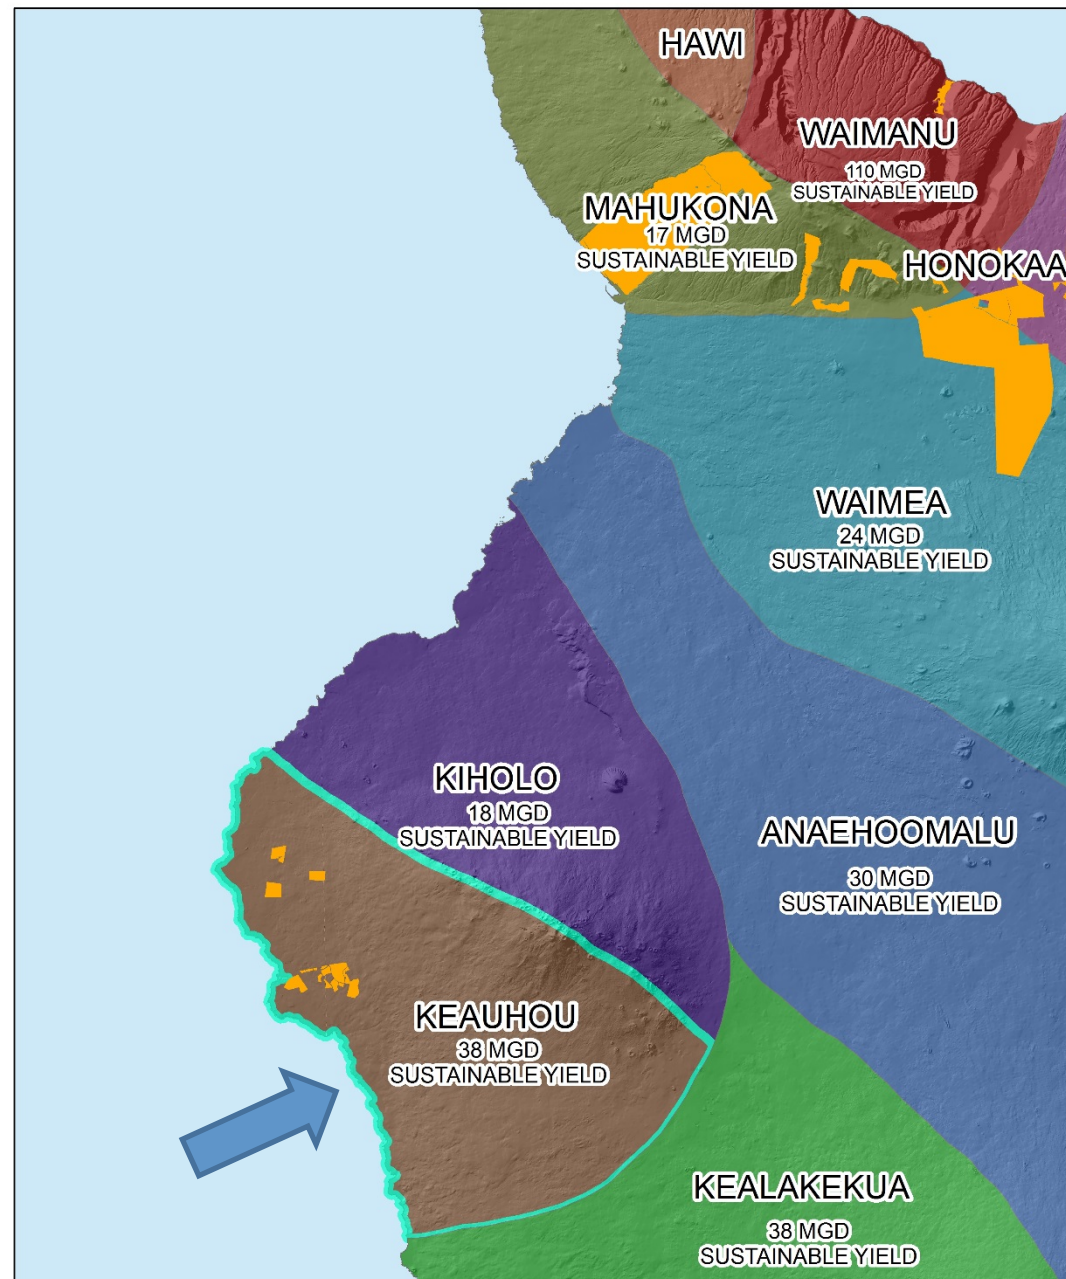 HAWI
WAIMANU
110 MGD
SUSTAINABLE YIELD
MAHUKONA
17 MGD
SUSTAINABLE YIELD
HONOKAA
WAIMEA
24 MGD
SUSTAINABLE YIELD
KIHOLO
18 MGD
SUSTAINABLE YIELD
ANAEHOOMALU
30 MGD
SUSTAINABLE YIELD
KEAUHOU
38 MGD
SUSTAINABLE YIELD
KEALAKEKUA
38 MGD
SUSTAINABLE YIELD